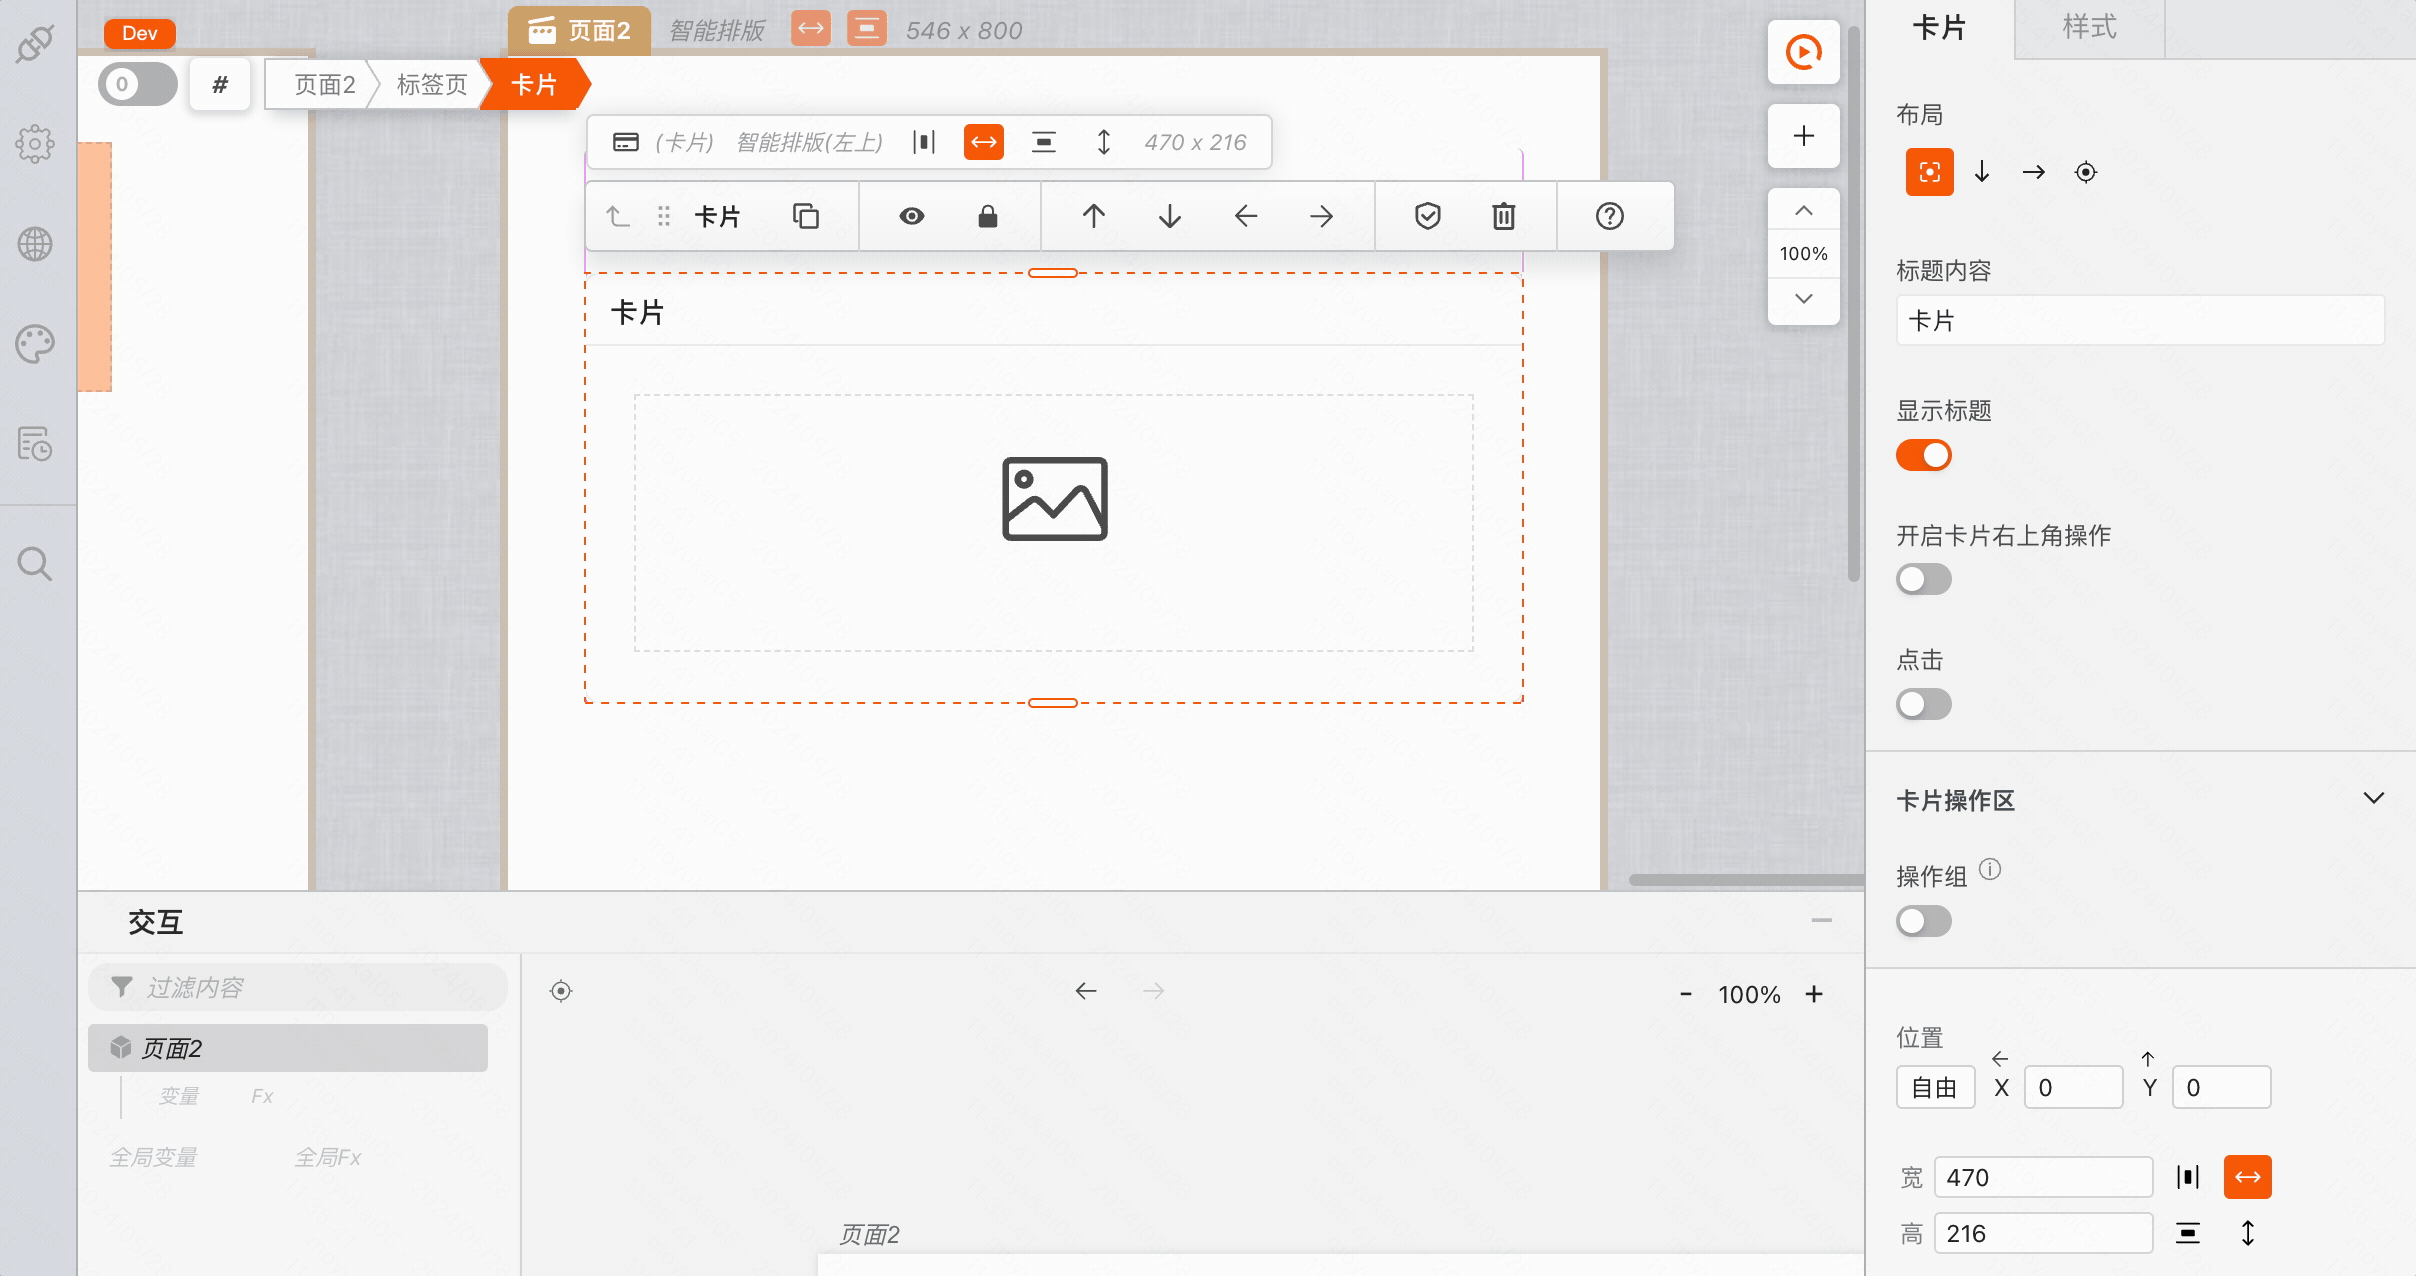 Dev
页面2 智能排版 546 x 800
0 # 页面2 标签页 卡片
(卡片) 智能排版(左上) 470 x 216
卡片
100%
卡片
交互
过滤内容
页面2
变量 Fx
全局变量 全局Fx
- 100% +
页面2
卡片 样式
布局
标题内容
卡片
显示标题
开启卡片右上角操作
点击
卡片操作区
操作组
位置
自由 X 0 Y 0
宽 470
高 216